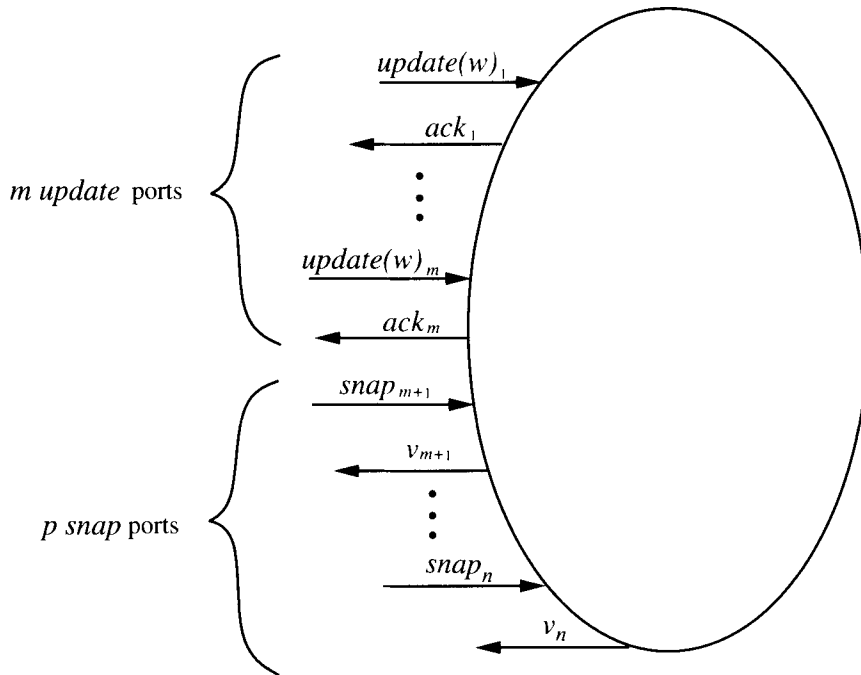 update(w)₁
ack₁
m update ports
update(w)ₘ
ackₘ
snapₘ₊₁
vₘ₊₁
p snap ports
snapₙ
vₙ